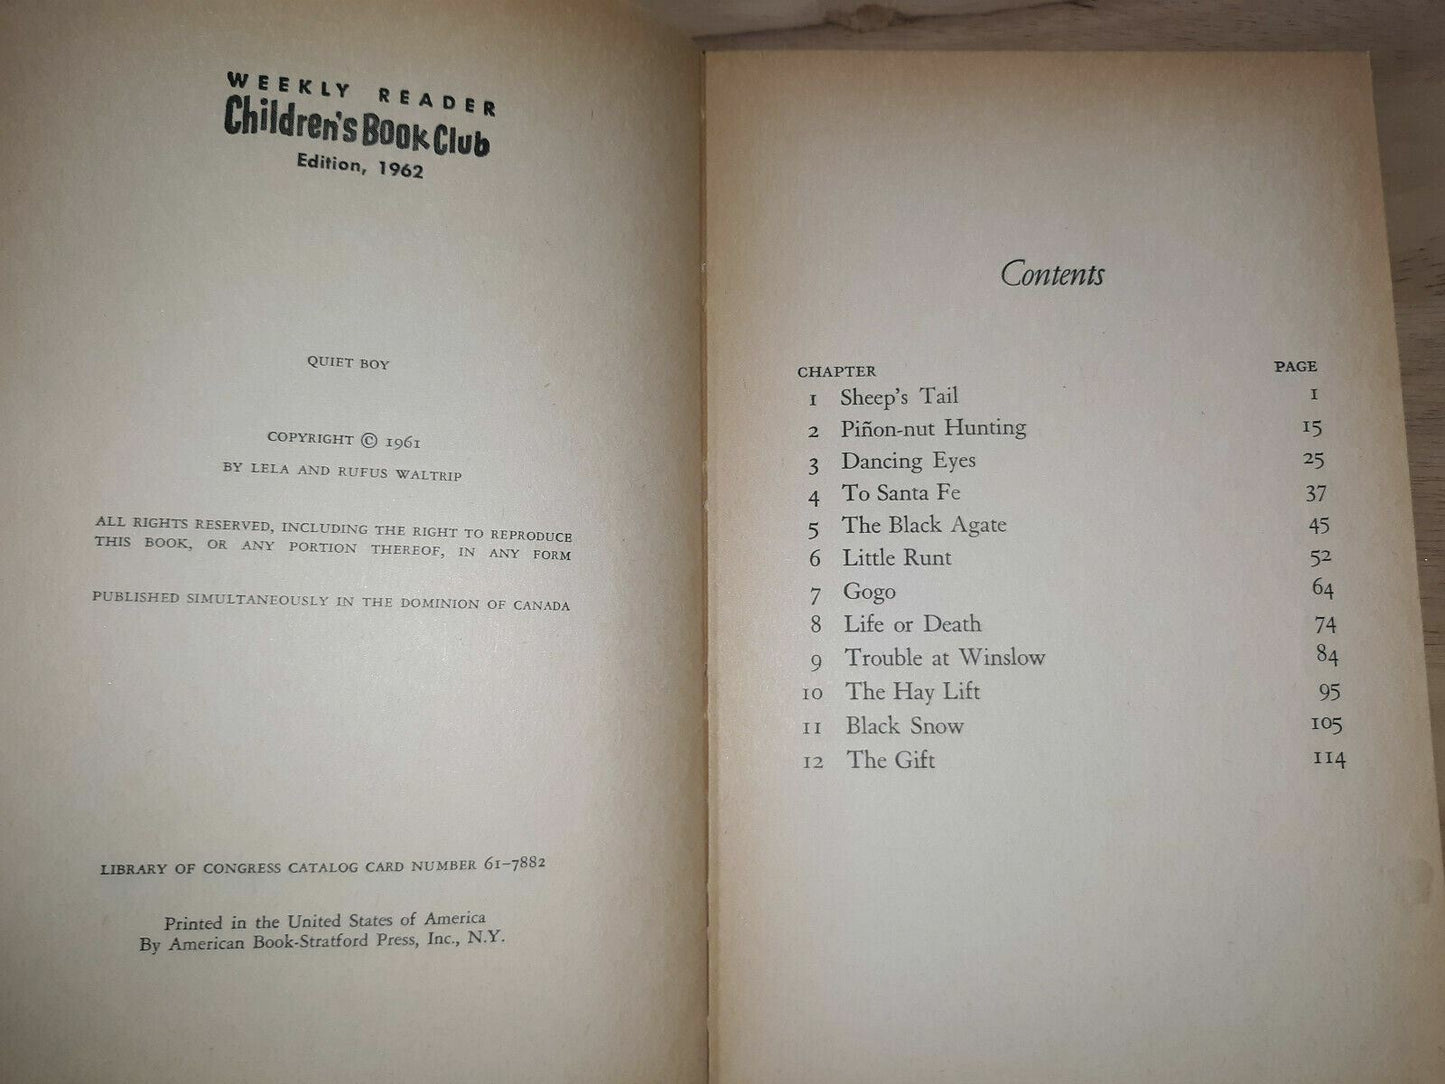 WEEKLY READER
Children's Book Club
Edition, 1962
QUIET BOY
COPYRIGHT © 1961
BY LELA AND RUFUS WALTRIP
ALL RIGHTS RESERVED, INCLUDING THE RIGHT TO REPRODUCE
THIS BOOK, OR ANY PORTION THEREOF, IN ANY FORM
PUBLISHED SIMULTANEOUSLY IN THE DOMINION OF CANADA
LIBRARY OF CONGRESS CATALOG CARD NUMBER 61-7882
Printed in the United States of America
By American Book-Stratford Press, Inc., N.Y.
Contents
CHAPTER PAGE
1 Sheep's Tail 1
2 Piñon-nut Hunting 15
3 Dancing Eyes 25
4 To Santa Fe 37
5 The Black Agate 45
6 Little Runt 52
7 Gogo 64
8 Life or Death 74
9 Trouble at Winslow 84
10 The Hay Lift 95
11 Black Snow 105
12 The Gift 114